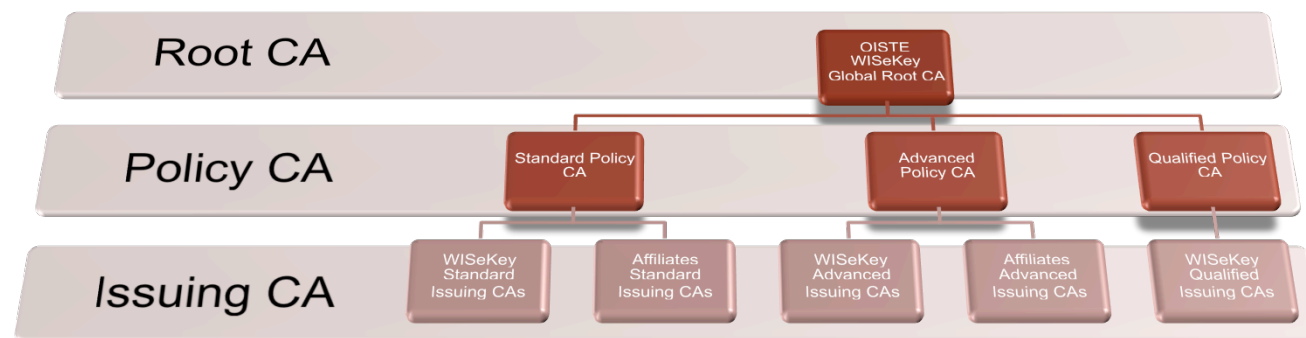 Root CA
OISTE
WISeKey
Global Root CA
Policy CA
Standard Policy
CA
Advanced
Policy CA
Qualified Policy
CA
Issuing CA
WISeKey
Standard
Issuing CAs
Affiliates
Standard
Issuing CAs
WISeKey
Advanced
Issuing CAs
Affiliates
Advanced
Issuing CAs
WISeKey
Qualified
Issuing CAs